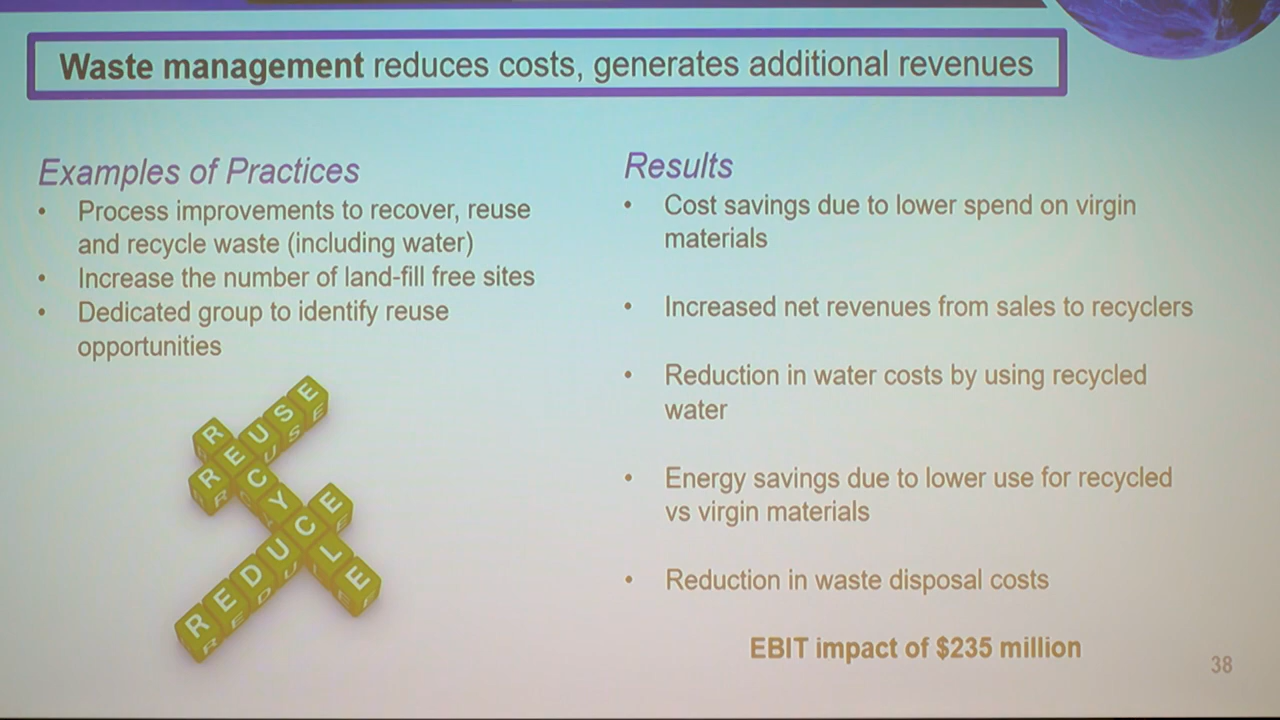 Waste management reduces costs, generates additional revenues
Examples of Practices
• Process improvements to recover, reuse
and recycle waste (including water)
• Increase the number of land-fill free sites
• Dedicated group to identify reuse
opportunities
REUSE
RECYCLE
REDUCE
Results
• Cost savings due to lower spend on virgin
materials
• Increased net revenues from sales to recyclers
• Reduction in water costs by using recycled
water
• Energy savings due to lower use for recycled
vs virgin materials
• Reduction in waste disposal costs
EBIT impact of $235 million
38